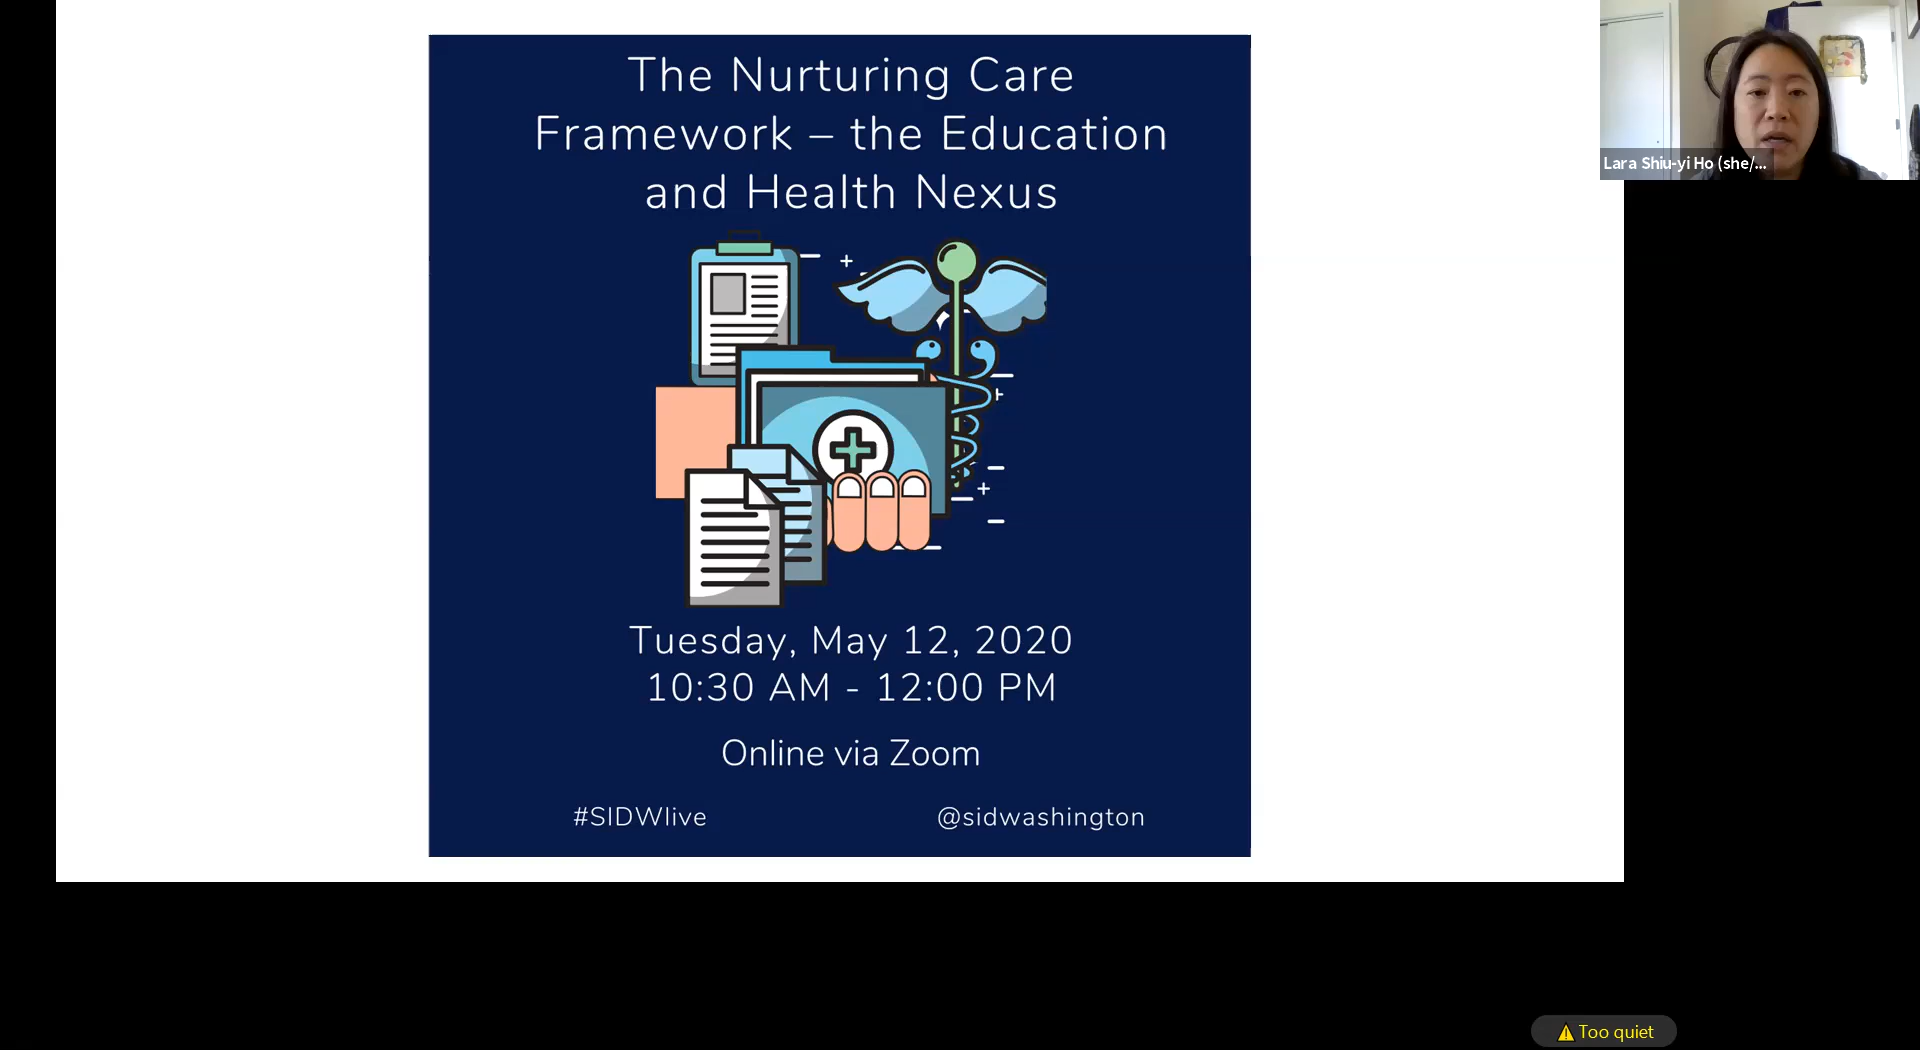 The Nurturing Care
Framework – the Education
and Health Nexus
Tuesday, May 12, 2020
10:30 AM - 12:00 PM
Online via Zoom
#SIDWlive
@sidwashington
Lara Shiu-yi Ho (she/...
Too quiet